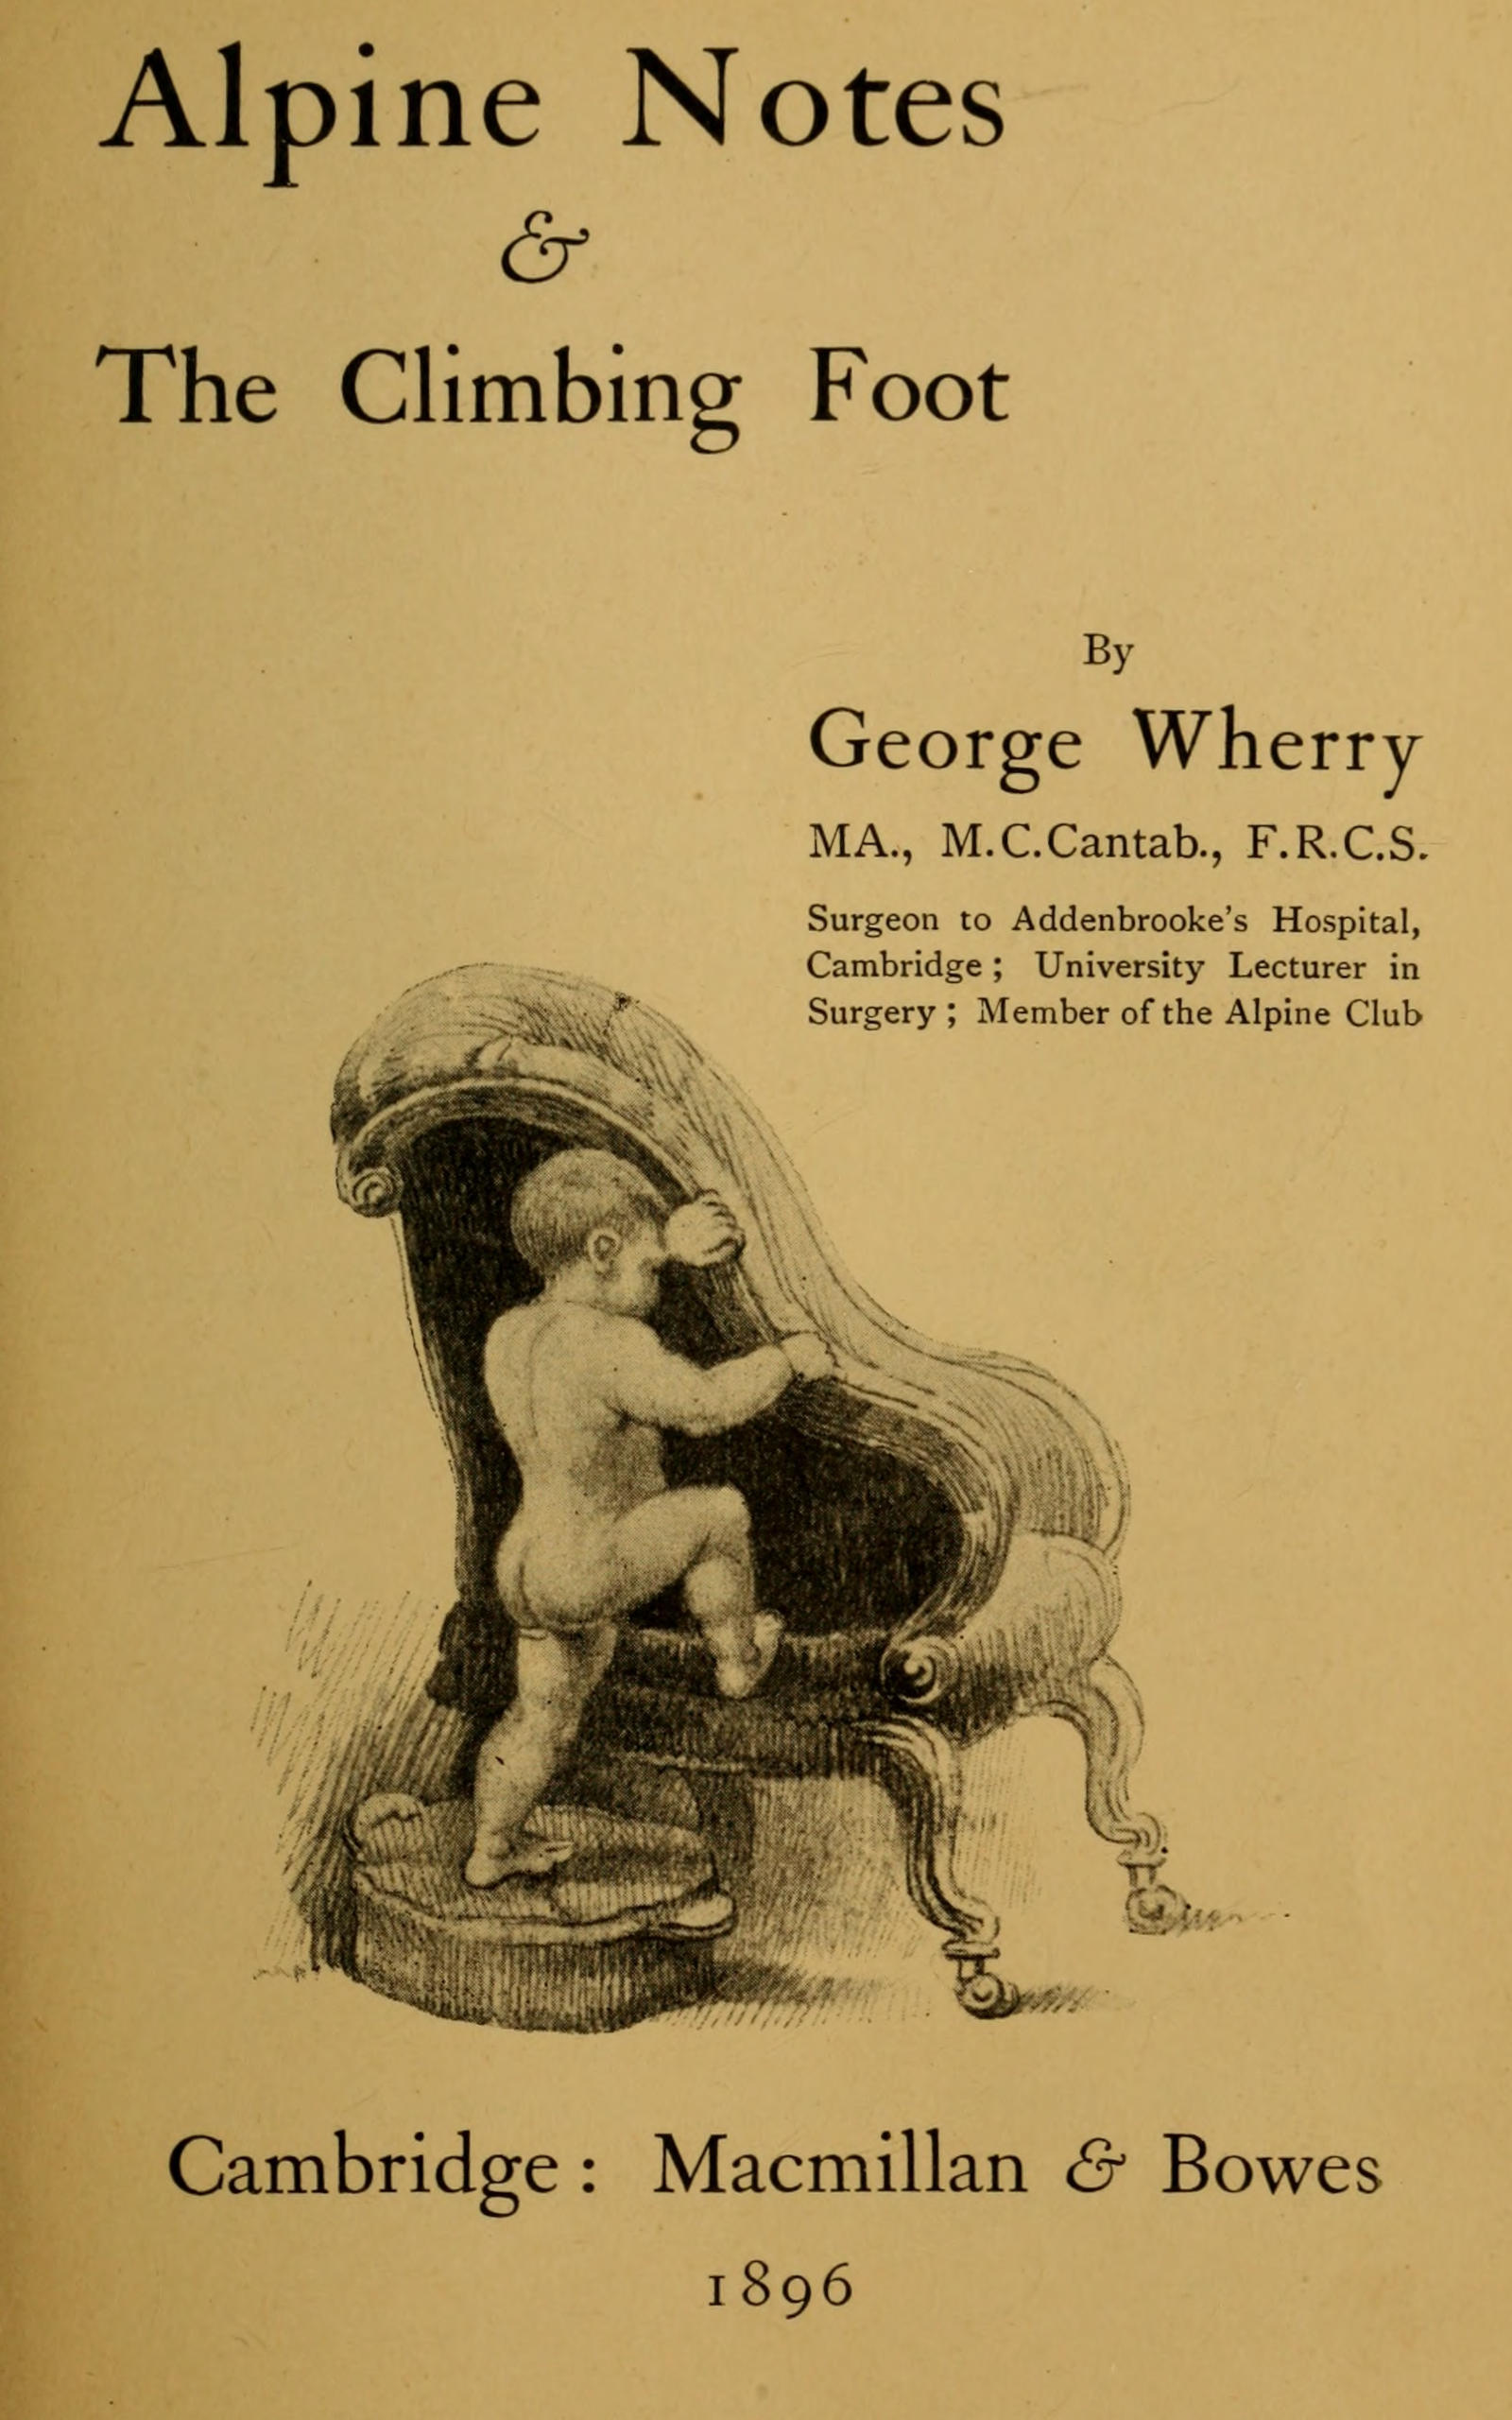 Alpine Notes
&
The Climbing Foot
By
George Wherry
MA., M.C.Cantab., F.R.C.S.
Surgeon to Addenbrooke's Hospital,
Cambridge; University Lecturer in
Surgery; Member of the Alpine Club
Cambridge: Macmillan & Bowes
1896